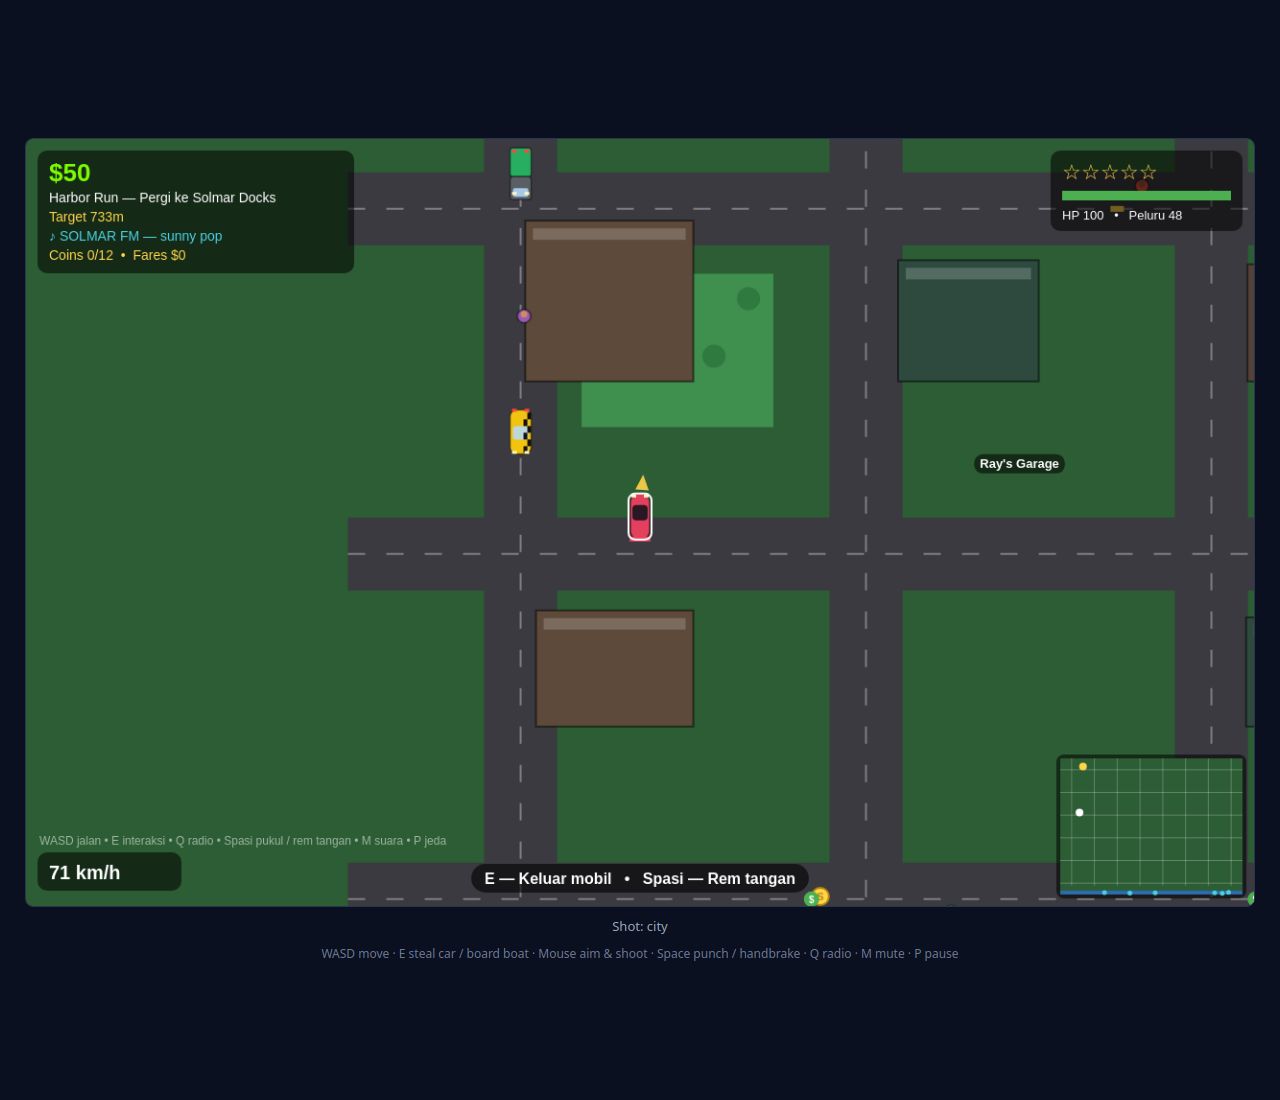 $50
Harbor Run — Pergi ke Solmar Docks
Target 733m
♪ SOLMAR FM — sunny pop
Coins 0/12 • Fares $0
☆☆☆☆☆
HP 100 • Peluru 48
Ray's Garage
WASD jalan • E interaksi • Q radio • Spasi pukul / rem tangan • M suara • P jeda
71 km/h
E — Keluar mobil • Spasi — Rem tangan
$
$
Shot: city
WASD move · E steal car / board boat · Mouse aim & shoot · Space punch / handbrake · Q radio · M mute · P pause